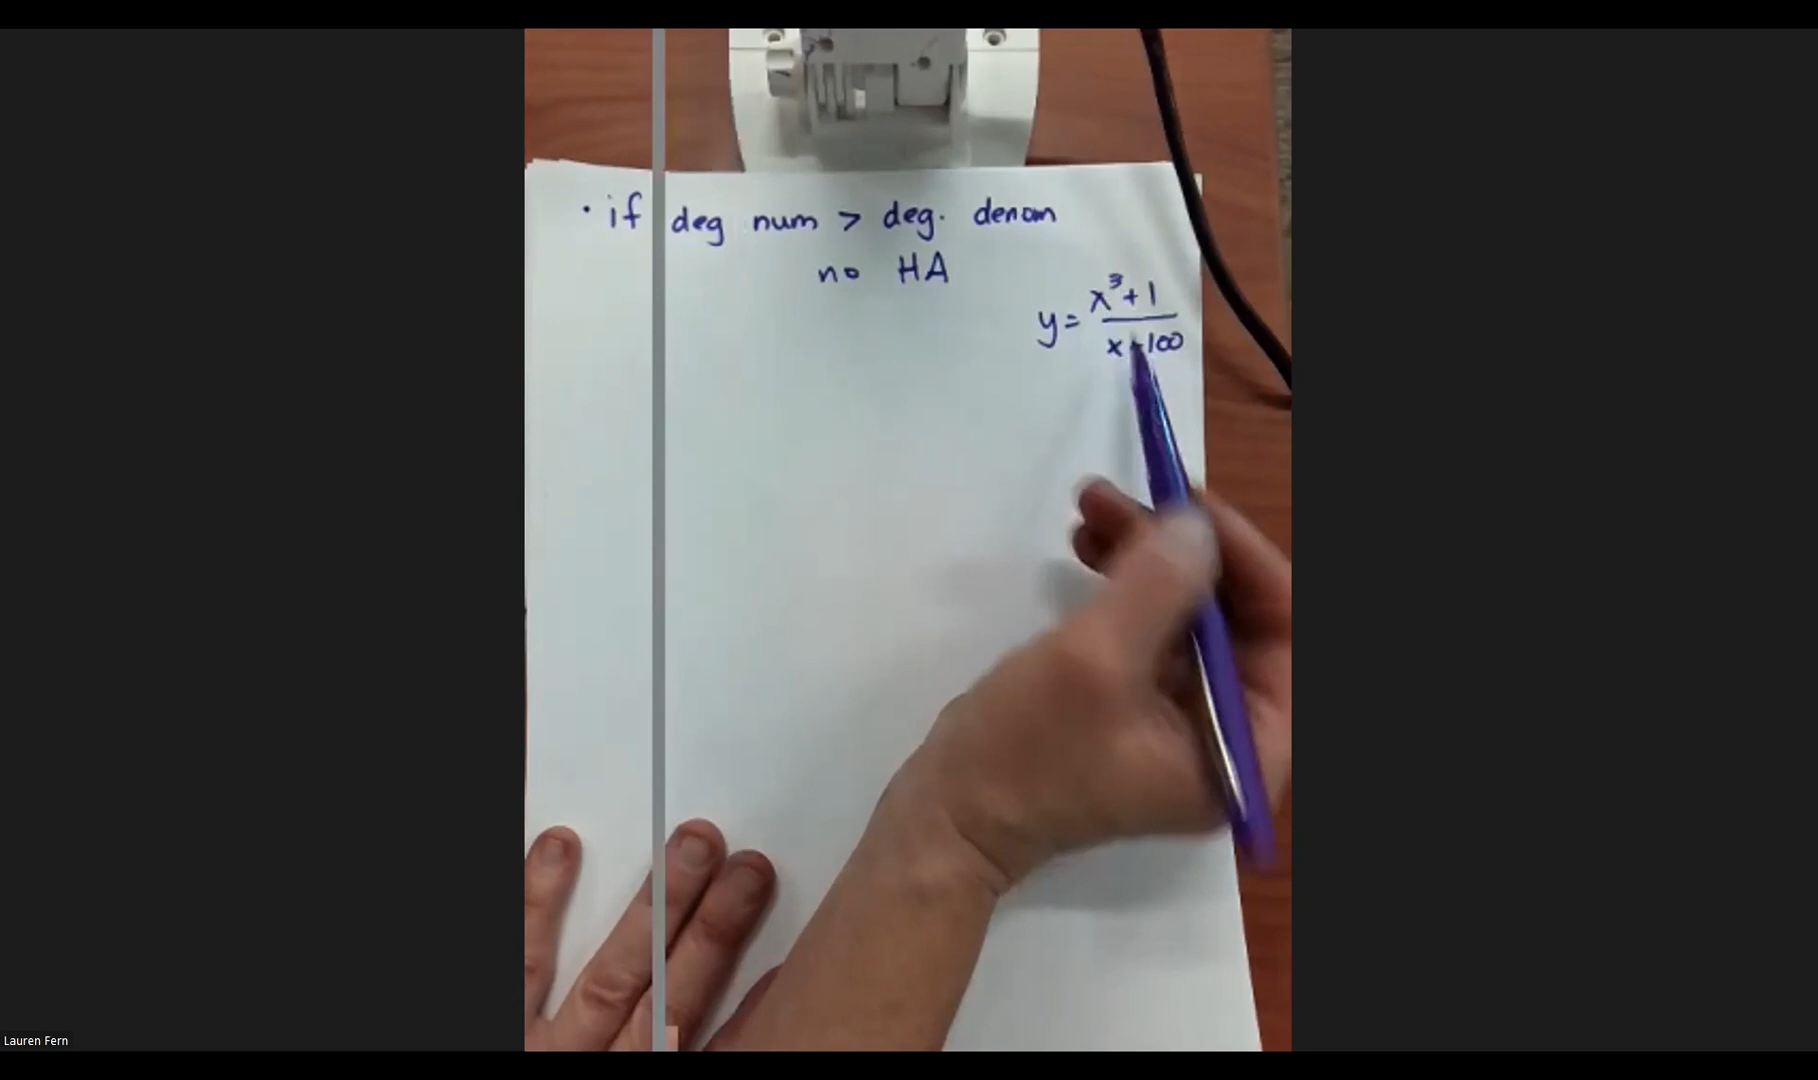 · if deg num > deg. denom
no HA
y = x³+1
x+100
Lauren Fern